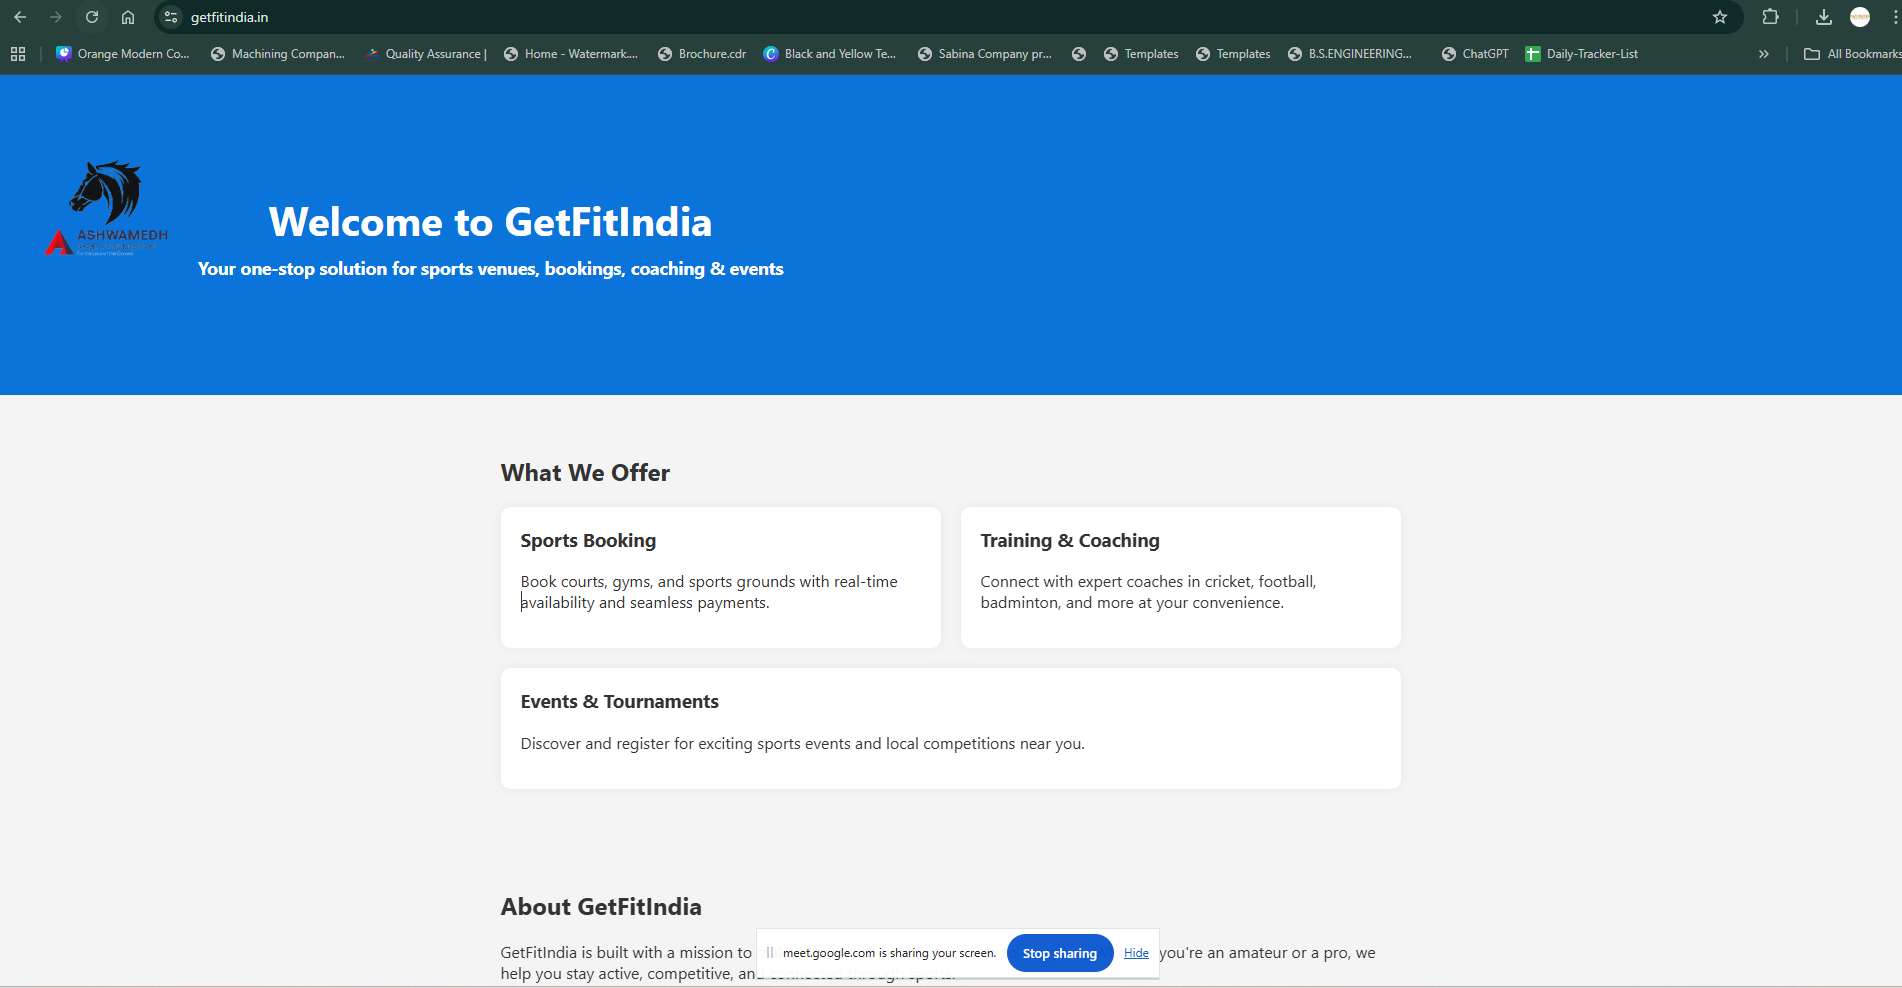 getfitindia.in
Orange Modern Co...
Machining Compan...
Quality Assurance |
Home - Watermark....
Brochure.cdr
Black and Yellow Te...
Sabina Company pr...
Templates
Templates
B.S.ENGINEERING...
ChatGPT
Daily-Tracker-List
All Bookmarks
ASHWAMEDH
Welcome to GetFitIndia
Your one-stop solution for sports venues, bookings, coaching & events
What We Offer
Sports Booking
Book courts, gyms, and sports grounds with real-time
availability and seamless payments.
Training & Coaching
Connect with expert coaches in cricket, football,
badminton, and more at your convenience.
Events & Tournaments
Discover and register for exciting sports events and local competitions near you.
About GetFitIndia
GetFitIndia is built with a mission to
you're an amateur or a pro, we
help you stay active, competitive, and connected through sports.
meet.google.com is sharing your screen.
Stop sharing
Hide